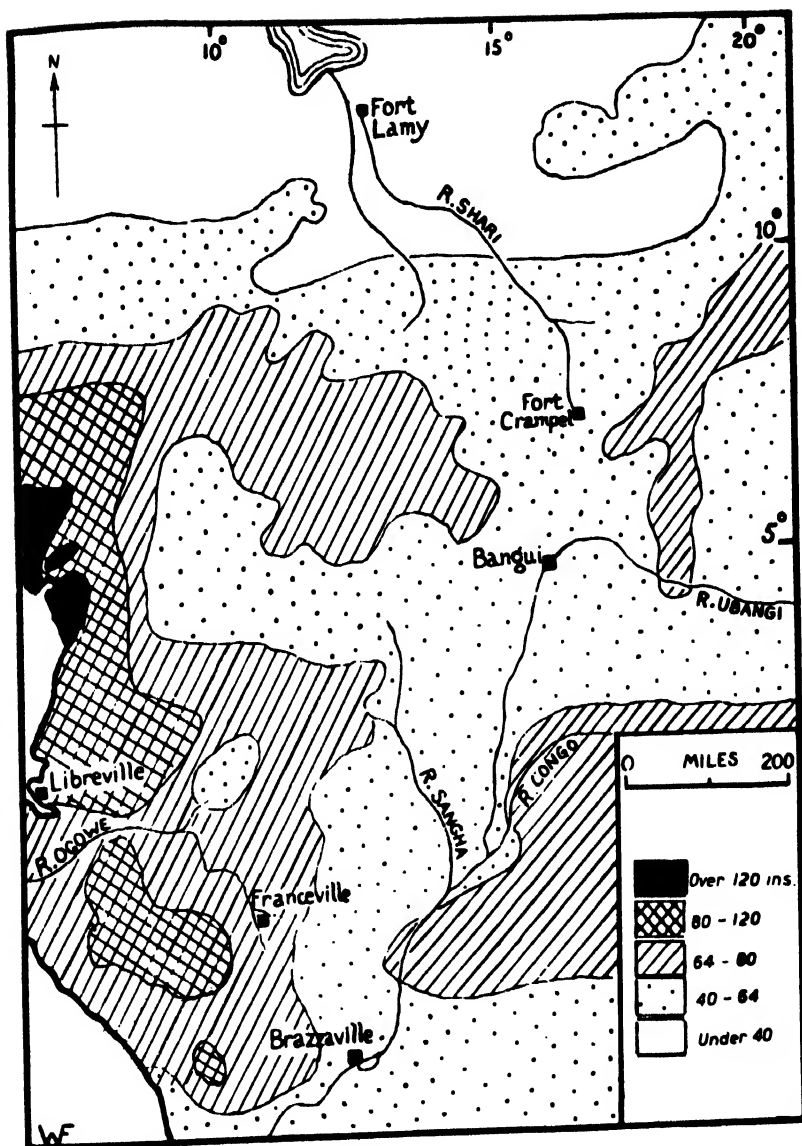 10°
15°
20°
N
Fort
Lamy
R. SHARI
10°
Fort
Crampel
5°
Bangui
R. UBANGI
Libreville
R. OGOWE
R. SANGHA
R. CONGO
Franceville
Brazzaville
0 MILES 200
Over 120 ins.
80 - 120
64 - 80
40 - 64
Under 40
WF